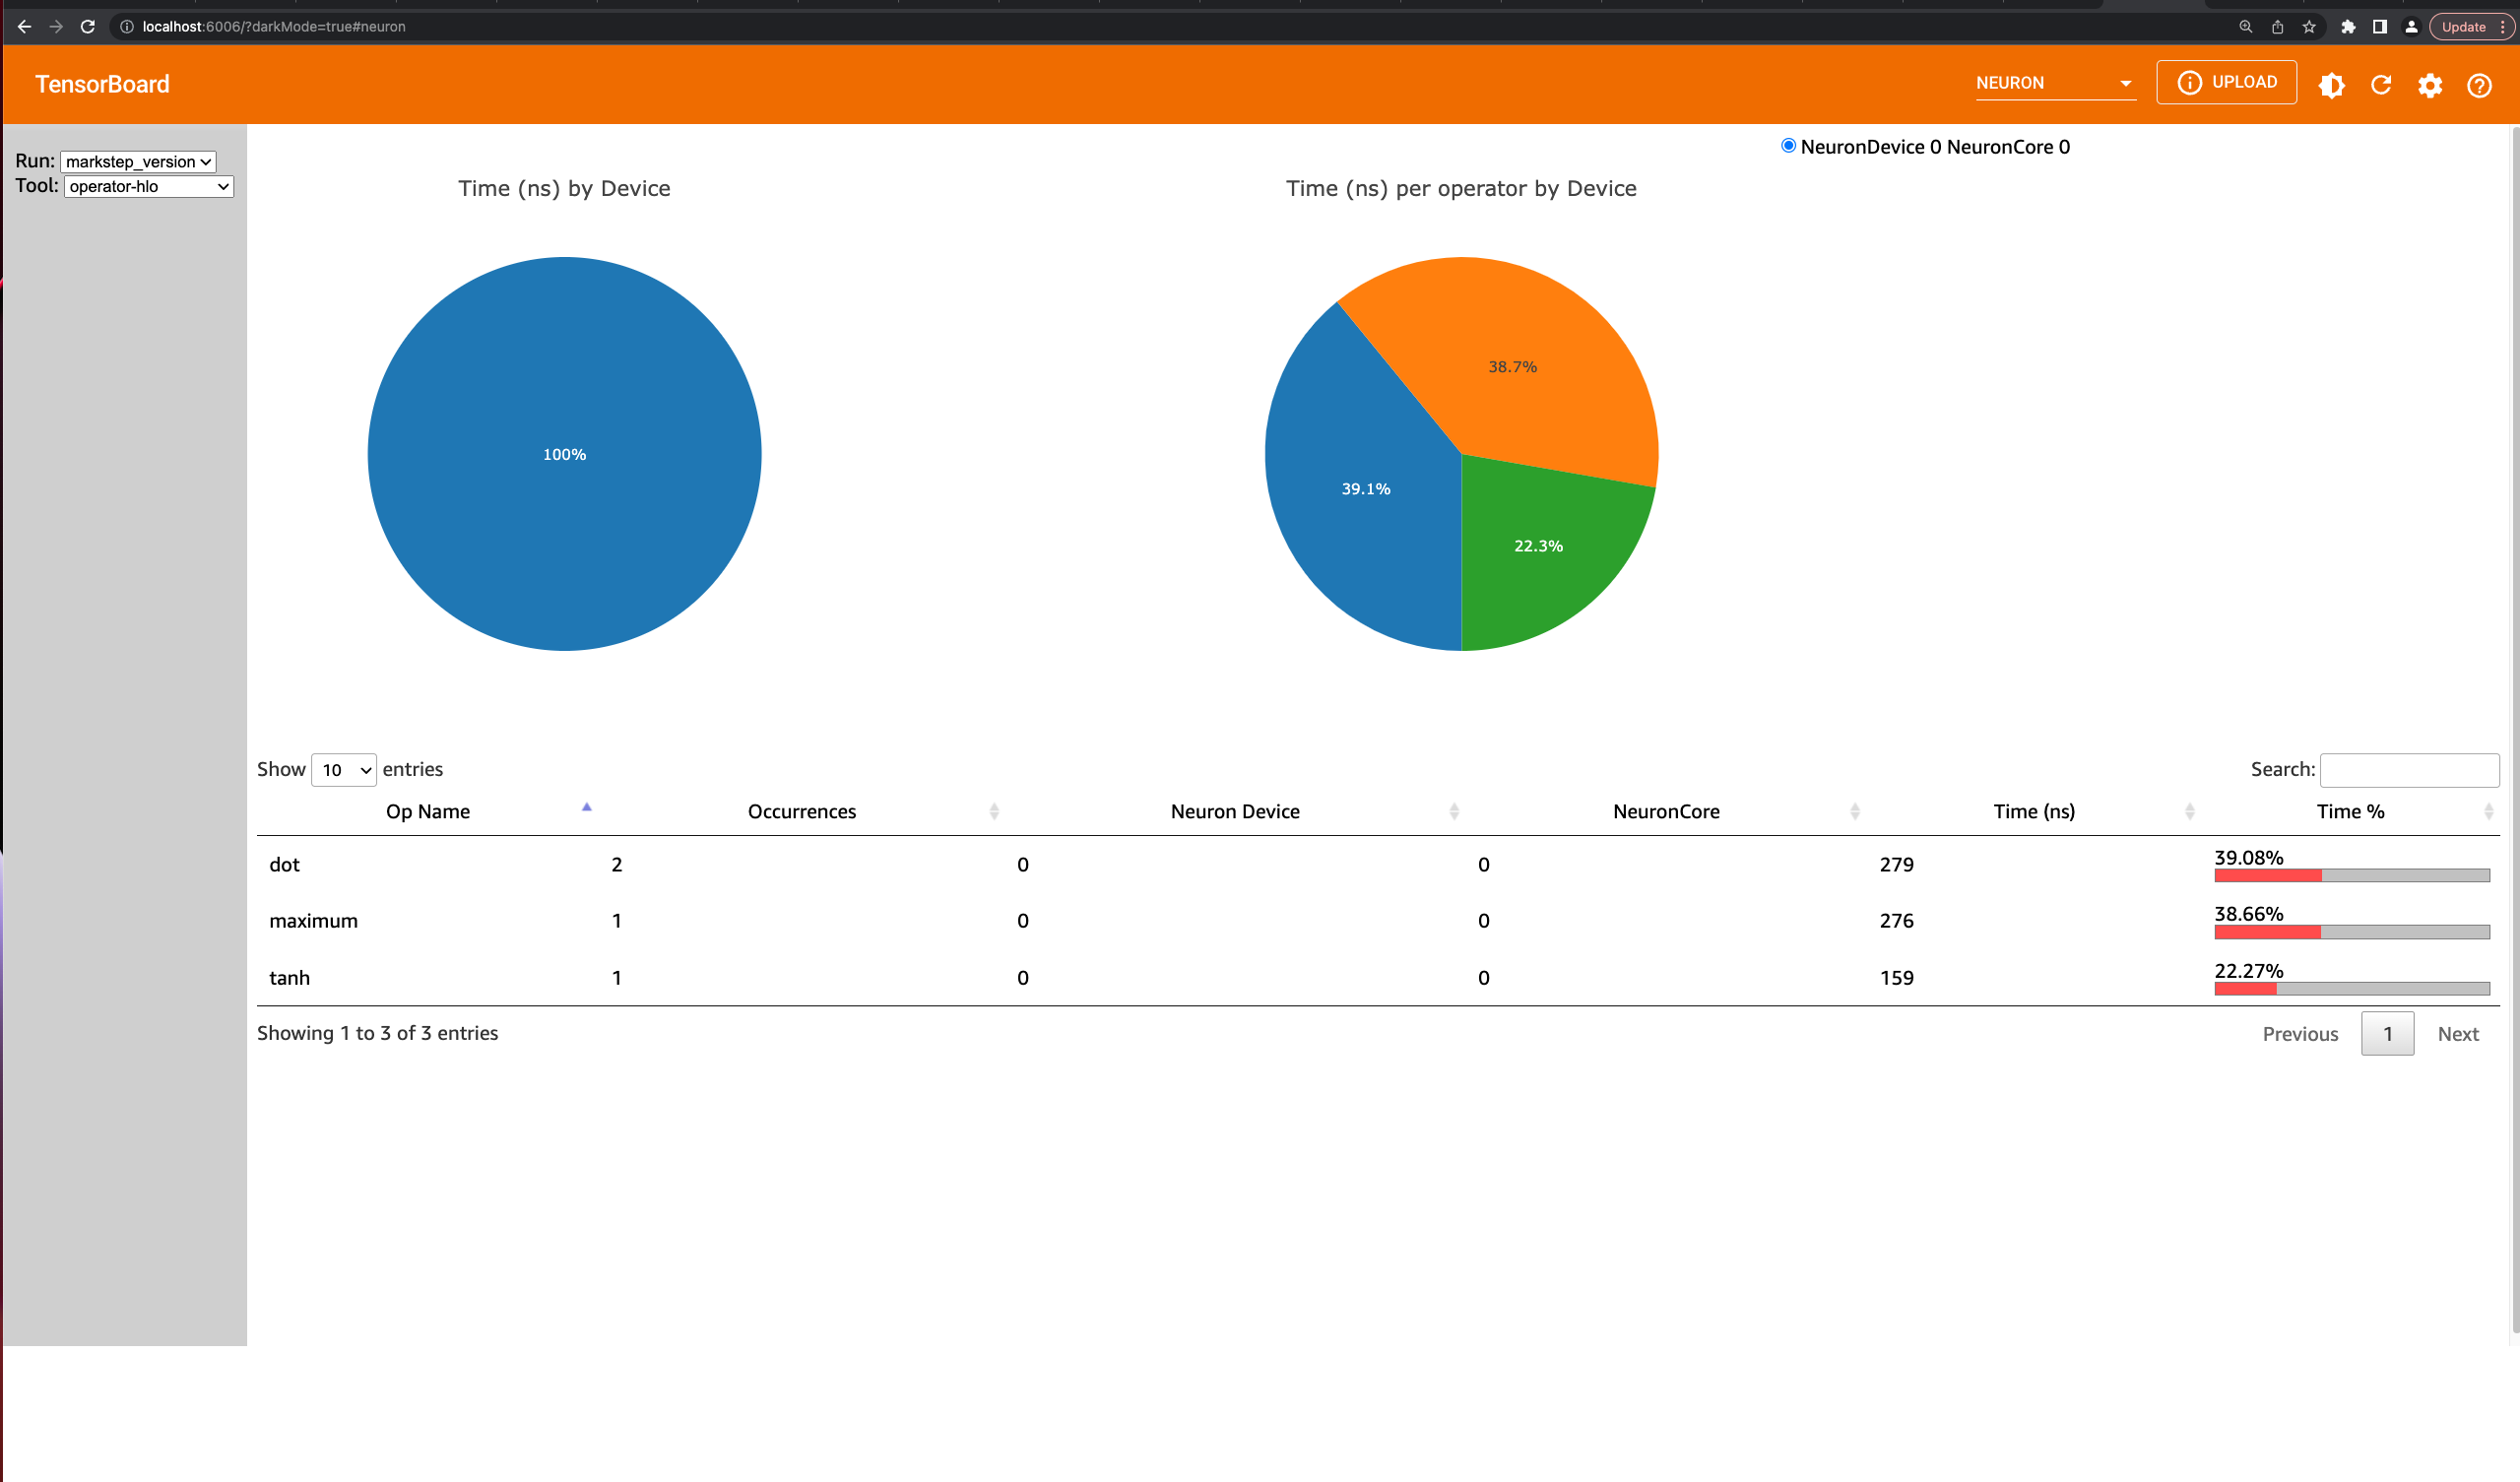 localhost:6006/?darkMode=true#neuron
Update
TensorBoard
NEURON
UPLOAD
Run: markstep_version
Tool: operator-hlo
NeuronDevice 0 NeuronCore 0
Time (ns) by Device
Time (ns) per operator by Device
100%
38.7%
39.1%
22.3%
Show 10 entries
Search:
Op Name Occurrences Neuron Device NeuronCore Time (ns) Time %
dot 2 0 0 279 39.08%
maximum 1 0 0 276 38.66%
tanh 1 0 0 159 22.27%
Showing 1 to 3 of 3 entries
Previous 1 Next